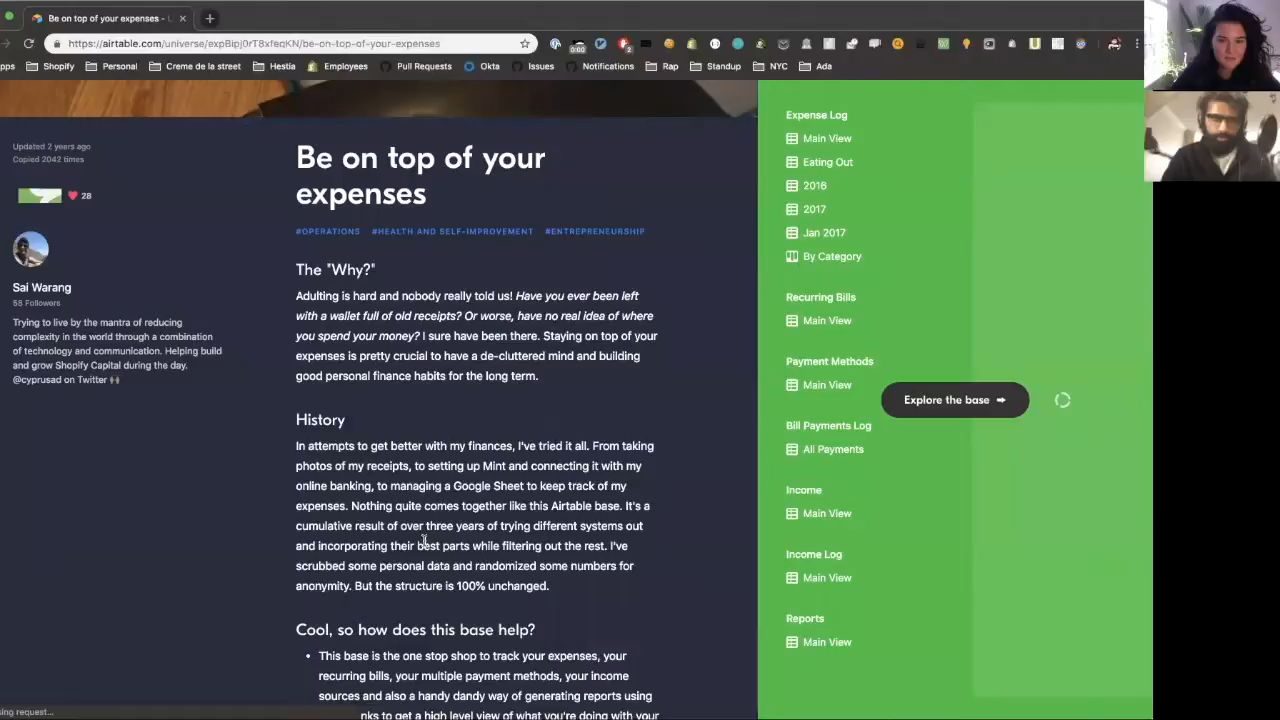 Be on top of your expenses -
https://airtable.com/universe/expBipj0rT8xfeqKN/be-on-top-of-your-expenses
0:00
Shopify
Personal
Creme de la street
Hestia
Employees
Pull Requests
Okta
Issues
Notifications
Rap
Standup
NYC
Ada
Updated 2 years ago
Copied 2042 times
28
Sai Warang
58 Followers
Trying to live by the mantra of reducing
complexity in the world through a combination
of technology and communication. Helping build
and grow Shopify Capital during the day.
@cyprusad on Twitter 🙌
Be on top of your
expenses
#OPERATIONS #HEALTH AND SELF-IMPROVEMENT #ENTREPRENEURSHIP
The "Why?"
Adulting is hard and nobody really told us! Have you ever been left
with a wallet full of old receipts? Or worse, have no real idea of where
you spend your money? I sure have been there. Staying on top of your
expenses is pretty crucial to have a de-cluttered mind and building
good personal finance habits for the long term.
History
In attempts to get better with my finances, I've tried it all. From taking
photos of my receipts, to setting up Mint and connecting it with my
online banking, to managing a Google Sheet to keep track of my
expenses. Nothing quite comes together like this Airtable base. It's a
cumulative result of over three years of trying different systems out
and incorporating their best parts while filtering out the rest. I've
scrubbed some personal data and randomized some numbers for
anonymity. But the structure is 100% unchanged.
Cool, so how does this base help?
• This base is the one stop shop to track your expenses, your
recurring bills, your multiple payment methods, your income
sources and also a handy dandy way of generating reports using
to get a high level view of what you're doing with your
Expense Log
Main View
Eating Out
2016
2017
Jan 2017
By Category
Recurring Bills
Main View
Payment Methods
Main View
Bill Payments Log
All Payments
Income
Main View
Income Log
Main View
Reports
Main View
Explore the base ➡
request...